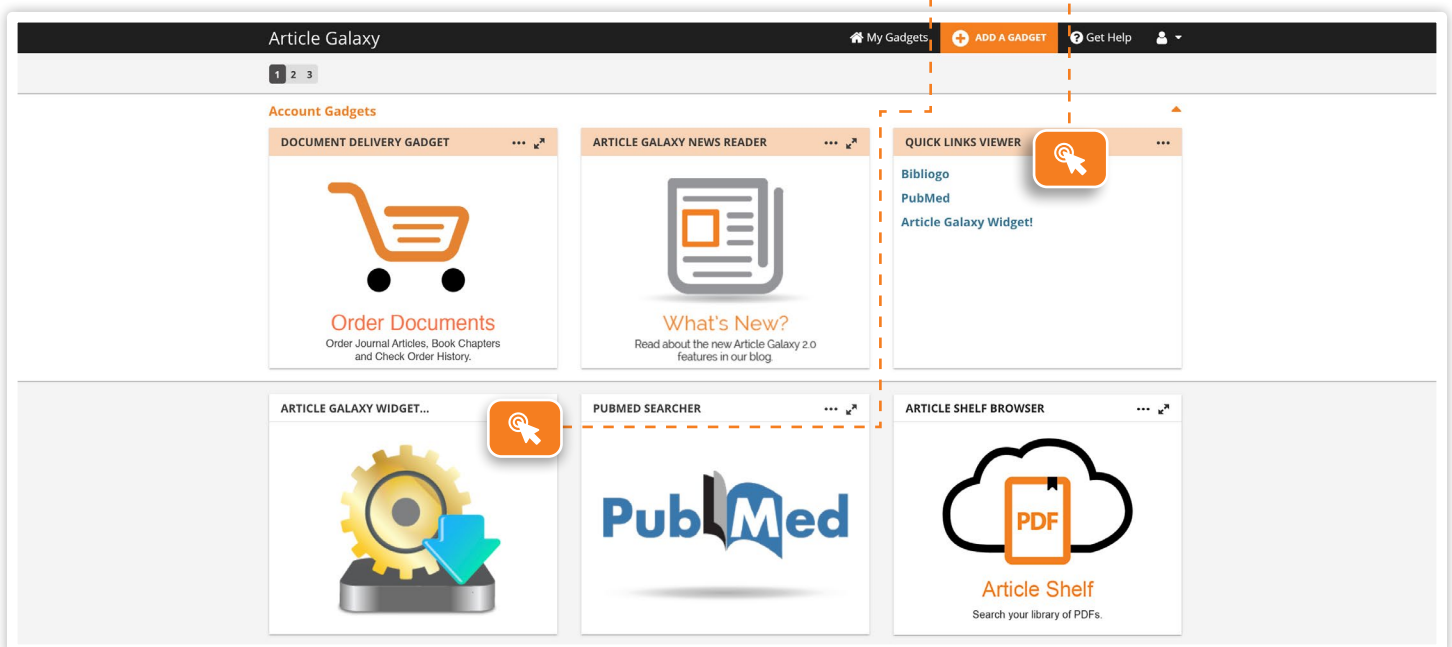 Article Galaxy
My Gadgets
ADD A GADGET
Get Help
1 2 3
Account Gadgets
DOCUMENT DELIVERY GADGET
Order Documents
Order Journal Articles, Book Chapters
and Check Order History.
ARTICLE GALAXY NEWS READER
What's New?
Read about the new Article Galaxy 2.0
features in our blog.
QUICK LINKS VIEWER
Bibliogo
PubMed
Article Galaxy Widget!
ARTICLE GALAXY WIDGET...
PUBMED SEARCHER
PubMed
ARTICLE SHELF BROWSER
PDF
Article Shelf
Search your library of PDFs.